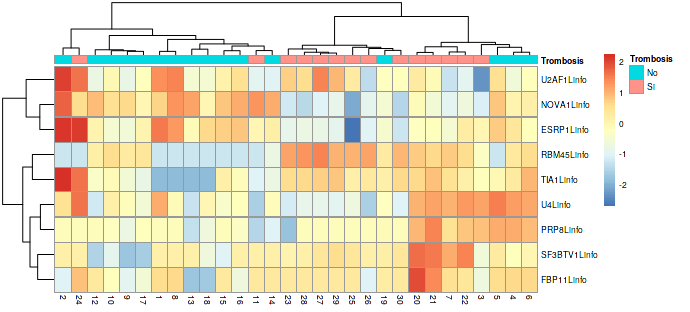 Trombosis
U2AF1Linfo
NOVA1Linfo
ESRP1Linfo
RBM45Linfo
TIA1Linfo
U4Linfo
PRP8Linfo
SF3BTV1Linfo
FBP11Linfo
2 24 12 10 9 17 1 8 13 18 15 16 11 14 23 28 27 29 25 26 19 30 20 21 7 22 3 5 4 6
2
1
0
-1
-2
Trombosis
No
SI